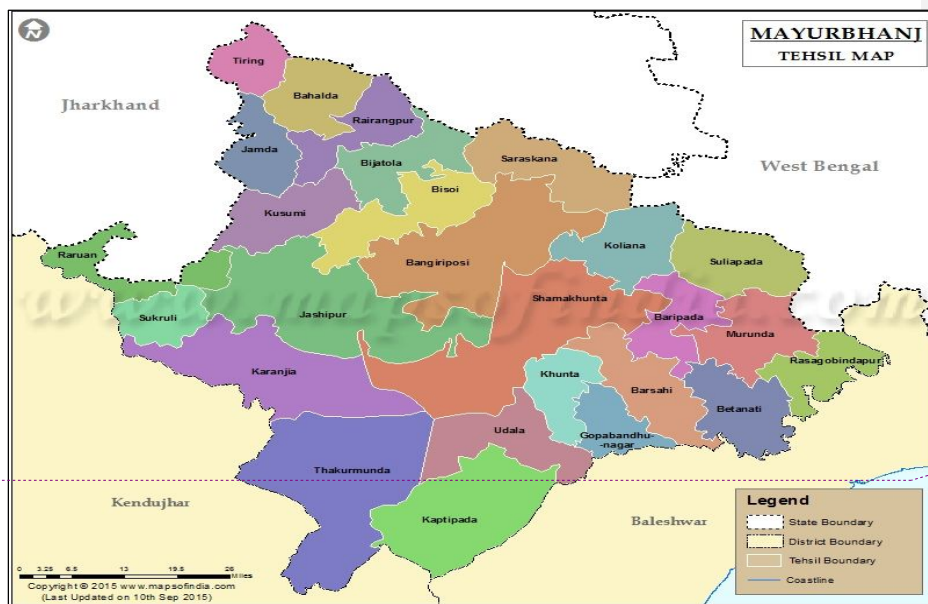 N
MAYURBHANJ
TEHSIL MAP
Tiring
Bahalda
Jharkhand
Rairangpur
Jamda
Bijatola
Saraskana
West Bengal
Bisoi
Kusumi
Koliana
Raruan
Bangiriposi
Suliapada
www.mapsofindia.com
Shamakhunta
Sukruli
Jashipur
Baripada
Murunda
Rasagobindapur
Karanjia
Khunta
Barsahi
Betanati
Udala
Gopabandhu-
-nagar
Thakurmunda
Kendujhar
Kaptipada
Baleshwar
Legend
State Boundary
District Boundary
Tehsil Boundary
Coastline
0 3.25 6.5 13 19.5 26
Miles
Copyright © 2015 www.mapsofindia.com
(Last Updated on 10th Sep 2015)